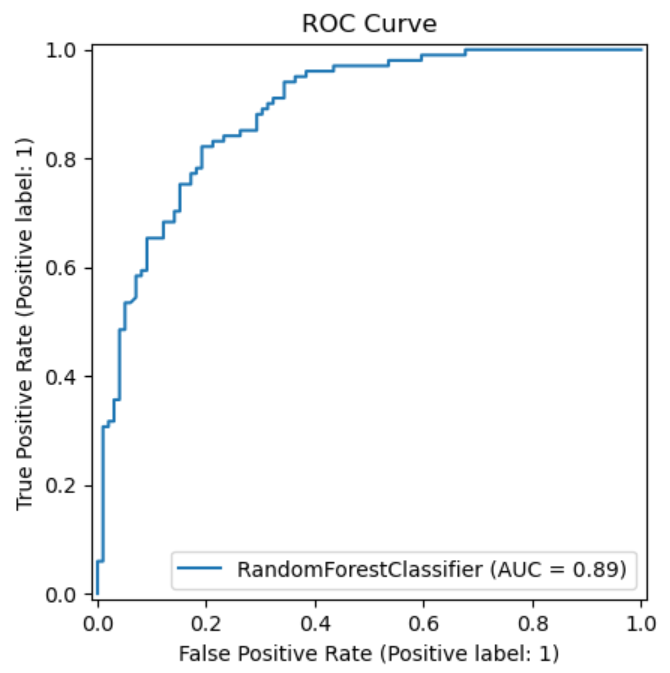 ROC Curve
True Positive Rate (Positive label: 1)
1.0
0.8
0.6
0.4
0.2
0.0
RandomForestClassifier (AUC = 0.89)
0.0 0.2 0.4 0.6 0.8 1.0
False Positive Rate (Positive label: 1)